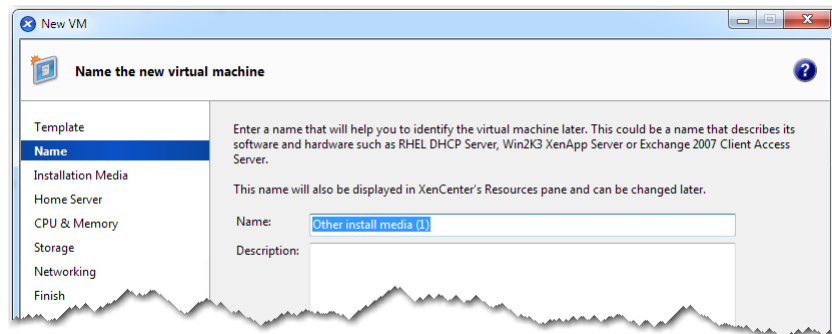 New VM
Name the new virtual machine
?
Template
Name
Installation Media
Home Server
CPU & Memory
Storage
Networking
Finish
Enter a name that will help you to identify the virtual machine later. This could be a name that describes its
software and hardware such as RHEL DHCP Server, Win2K3 XenApp Server or Exchange 2007 Client Access
Server.
This name will also be displayed in XenCenter's Resources pane and can be changed later.
Name: Other install media (1)
Description: